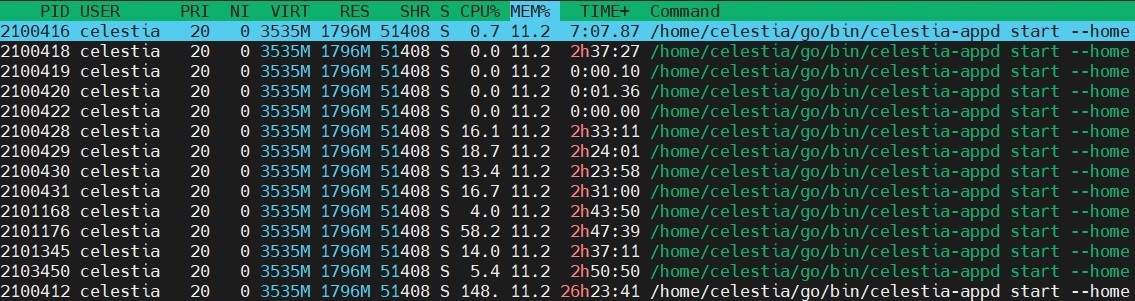 PID USER PRI NI VIRT RES SHR S CPU% MEM% TIME+ Command
2100416 celestia 20 0 3535M 1796M 51408 S 0.7 11.2 7:07.87 /home/celestia/go/bin/celestia-appd start --home
2100418 celestia 20 0 3535M 1796M 51408 S 0.0 11.2 2h37:27 /home/celestia/go/bin/celestia-appd start --home
2100419 celestia 20 0 3535M 1796M 51408 S 0.0 11.2 0:00.10 /home/celestia/go/bin/celestia-appd start --home
2100420 celestia 20 0 3535M 1796M 51408 S 0.0 11.2 0:01.36 /home/celestia/go/bin/celestia-appd start --home
2100422 celestia 20 0 3535M 1796M 51408 S 0.0 11.2 0:00.00 /home/celestia/go/bin/celestia-appd start --home
2100428 celestia 20 0 3535M 1796M 51408 S 16.1 11.2 2h33:11 /home/celestia/go/bin/celestia-appd start --home
2100429 celestia 20 0 3535M 1796M 51408 S 18.7 11.2 2h24:01 /home/celestia/go/bin/celestia-appd start --home
2100430 celestia 20 0 3535M 1796M 51408 S 13.4 11.2 2h23:58 /home/celestia/go/bin/celestia-appd start --home
2100431 celestia 20 0 3535M 1796M 51408 S 16.7 11.2 2h31:00 /home/celestia/go/bin/celestia-appd start --home
2101168 celestia 20 0 3535M 1796M 51408 S 4.0 11.2 2h43:50 /home/celestia/go/bin/celestia-appd start --home
2101176 celestia 20 0 3535M 1796M 51408 S 58.2 11.2 2h47:39 /home/celestia/go/bin/celestia-appd start --home
2101345 celestia 20 0 3535M 1796M 51408 S 14.0 11.2 2h37:11 /home/celestia/go/bin/celestia-appd start --home
2103450 celestia 20 0 3535M 1796M 51408 S 5.4 11.2 2h50:50 /home/celestia/go/bin/celestia-appd start --home
2100412 celestia 20 0 3535M 1796M 51408 S 148. 11.2 26h23:41 /home/celestia/go/bin/celestia-appd start --home